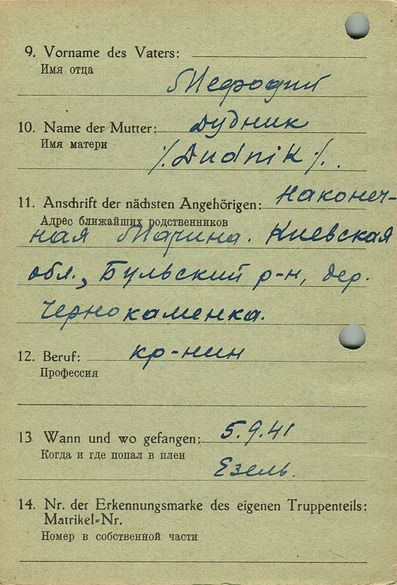 9. Vorname des Vaters:
Имя отца
Мефодий
10. Name der Mutter: Дудник
Имя матери
/Dudnik/.
11. Anschrift der nächsten Angehörigen: Наконеч-
Адрес ближайших родственников
ная Марина. Киевская
обл., Бульский р-н, дер.
Чернокаменка.
12. Beruf: кр-нин
Профессия
13 Wann und wo gefangen: 5.9.41
Когда и где попал в плен
Езель.
14. Nr. der Erkennungsmarke des eigenen Truppenteils:
Matrikel-Nr.
Номер в собственной части